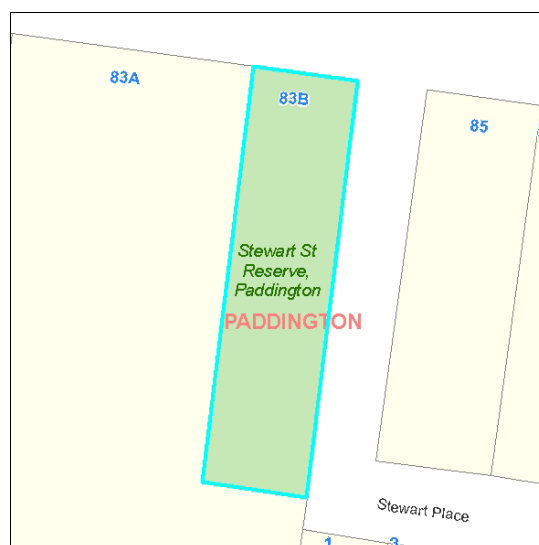 83A
83B
85
Stewart St
Reserve,
Paddington
PADDINGTON
Stewart Place
1
3-